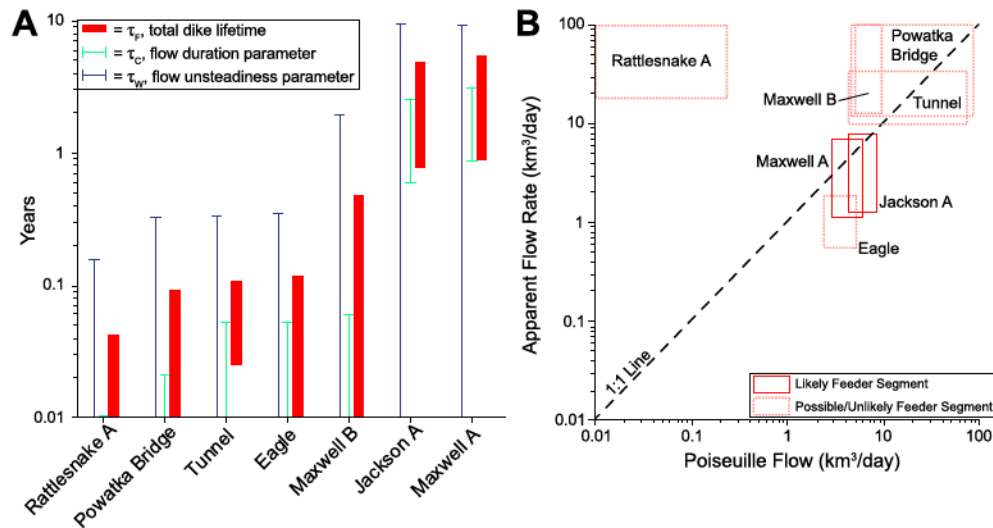 A
= τF, total dike lifetime
= τC, flow duration parameter
= τW, flow unsteadiness parameter
Years
10
1
0.1
0.01
Rattlesnake A
Powatka Bridge
Tunnel
Eagle
Maxwell B
Jackson A
Maxwell A
B
Apparent Flow Rate (km³/day)
100
10
1
0.1
0.01
Rattlesnake A
Powatka
Bridge
Maxwell B
Tunnel
Maxwell A
Jackson A
Eagle
1:1 Line
Likely Feeder Segment
Possible/Unlikely Feeder Segment
0.01
0.1
1
10
100
Poiseuille Flow (km³/day)